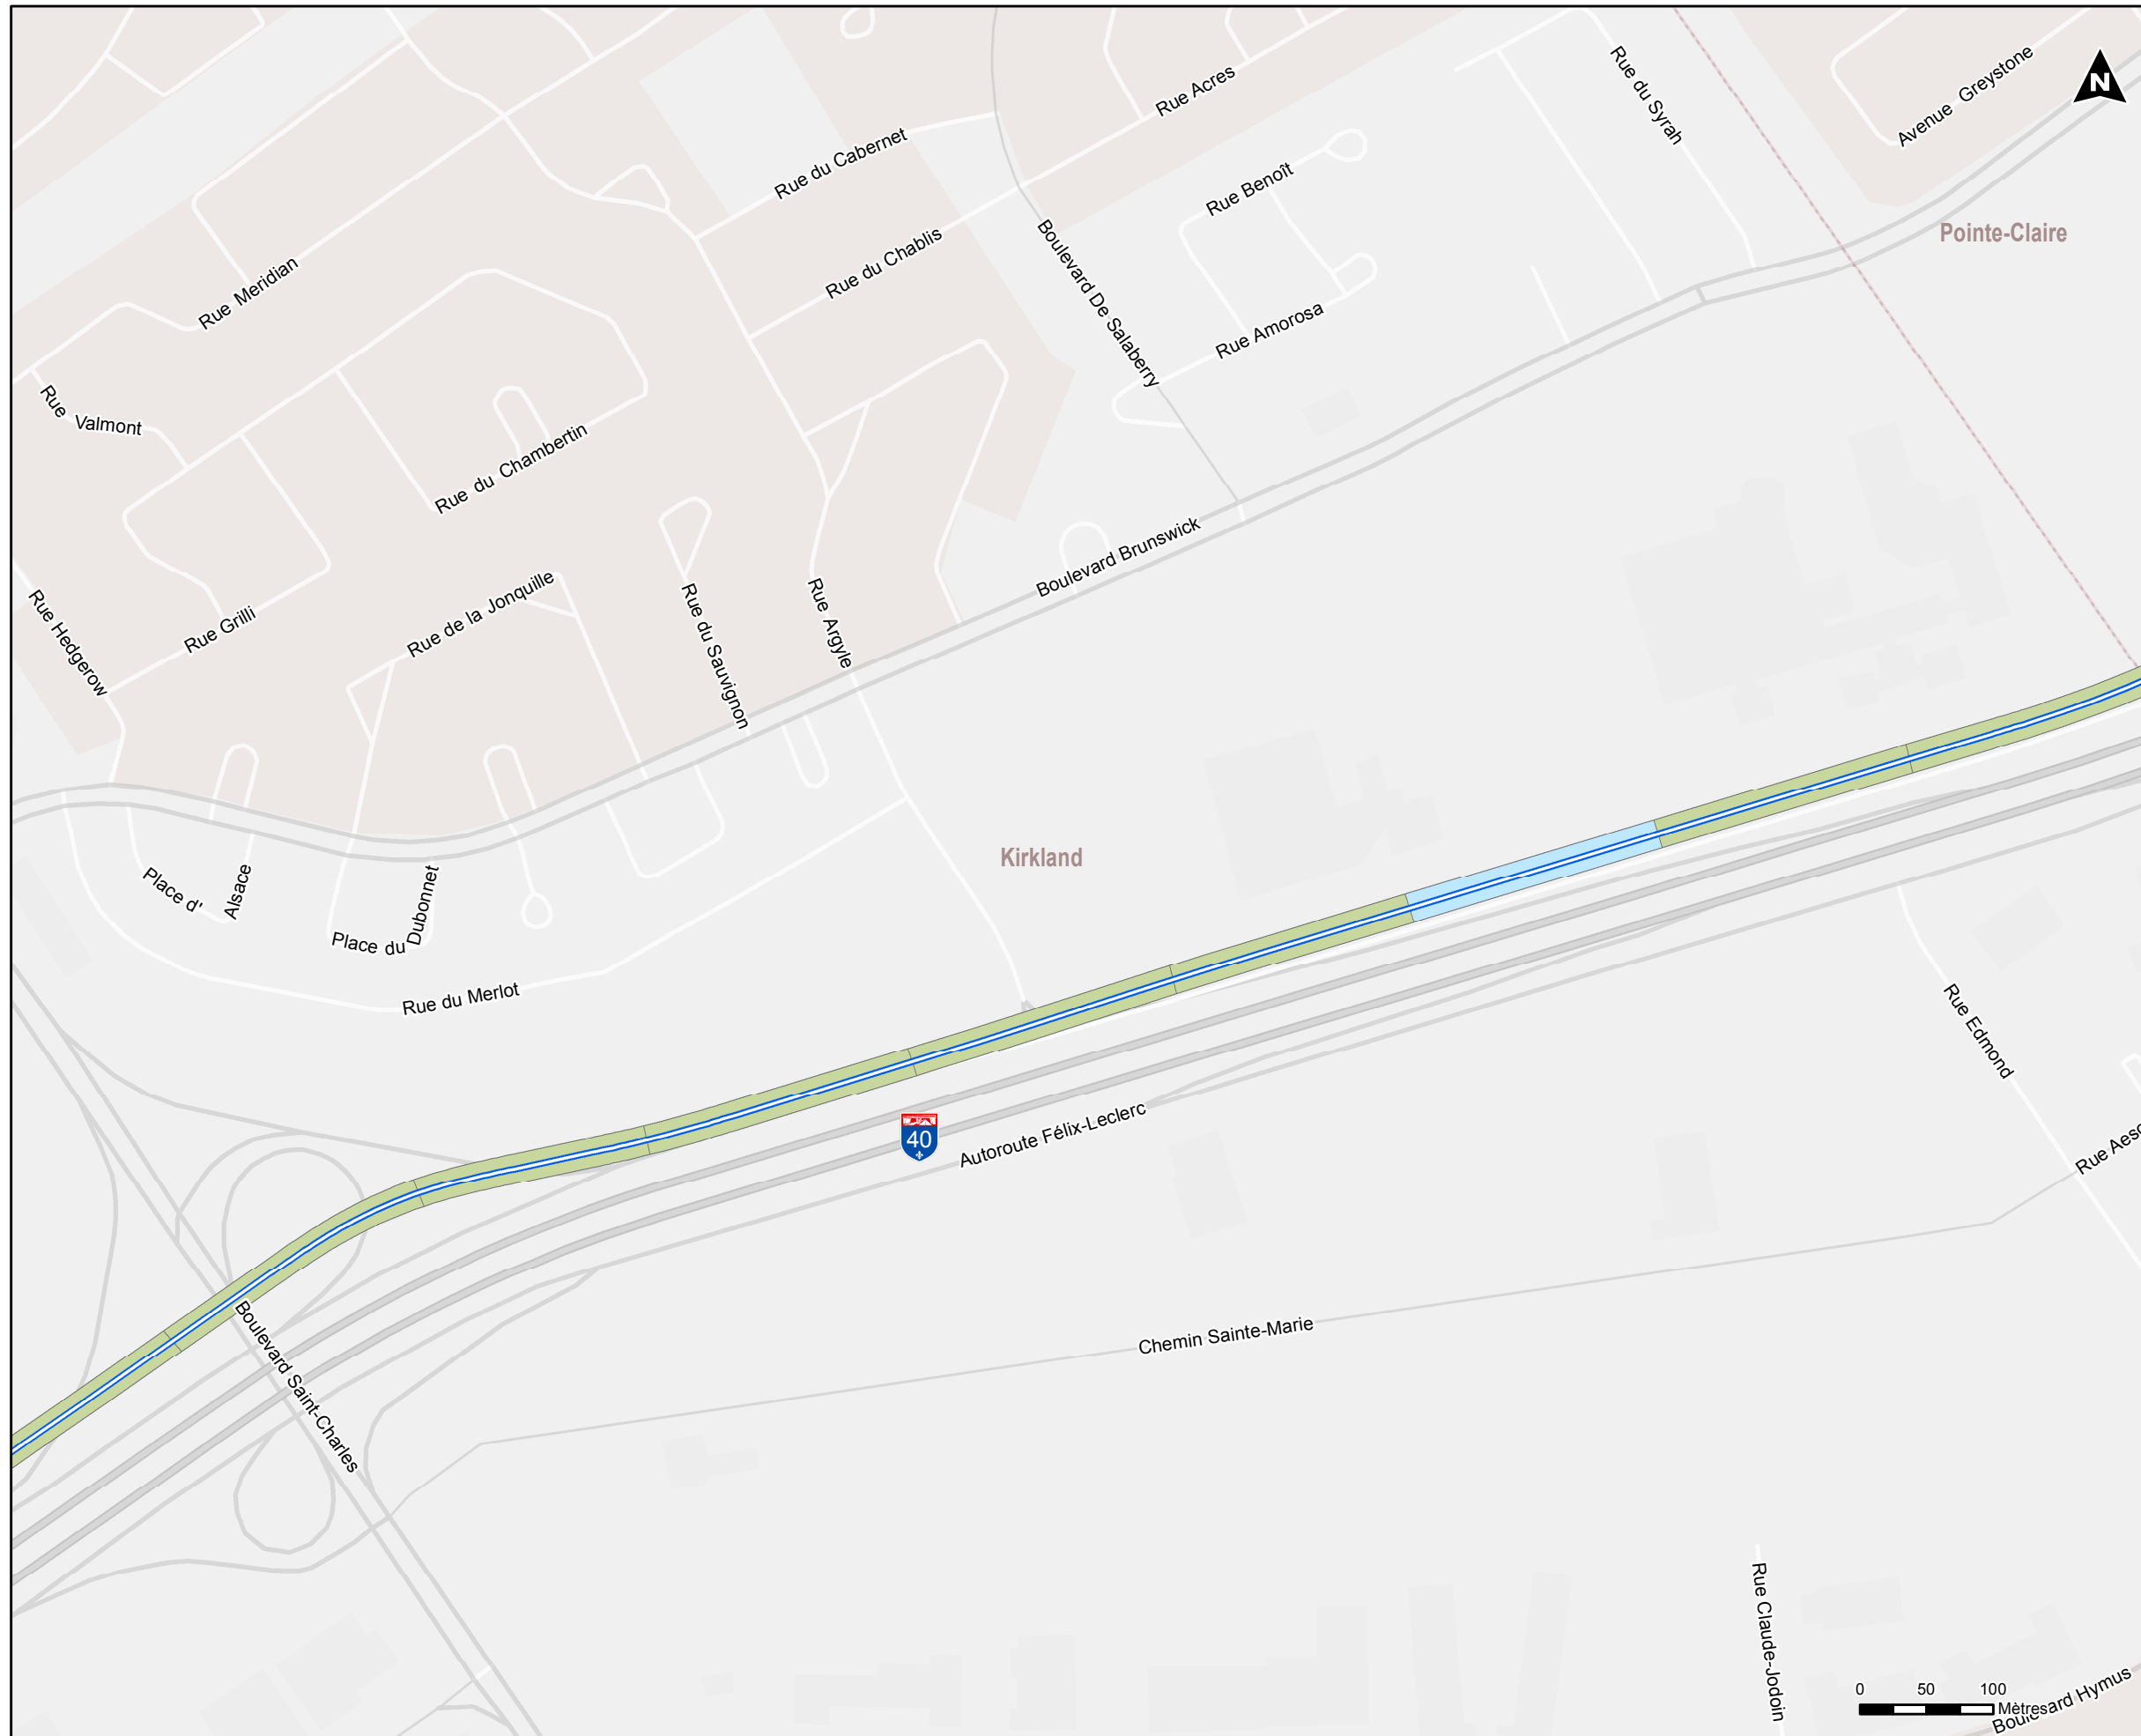 Rue Acres
Rue du Syrah
Avenue Greystone
N
Rue du Cabernet
Rue Benoît
Pointe-Claire
Rue du Chablis
Boulevard De Salaberry
Rue Meridian
Rue Amorosa
Rue Valmont
Rue du Chambertin
Boulevard Brunswick
Rue Hedgerow
Rue Grilli
Rue de la Jonquille
Rue du Sauvignon
Rue Argyle
Kirkland
Place d'Alsace
Place du Dubonnet
Rue du Merlot
Rue Edmond
40
Autoroute Félix-Leclerc
Rue Aesc
Boulevard Saint-Charles
Chemin Sainte-Marie
Rue Claude-Jodoin
0 50 100
Mètres
ard Hymus